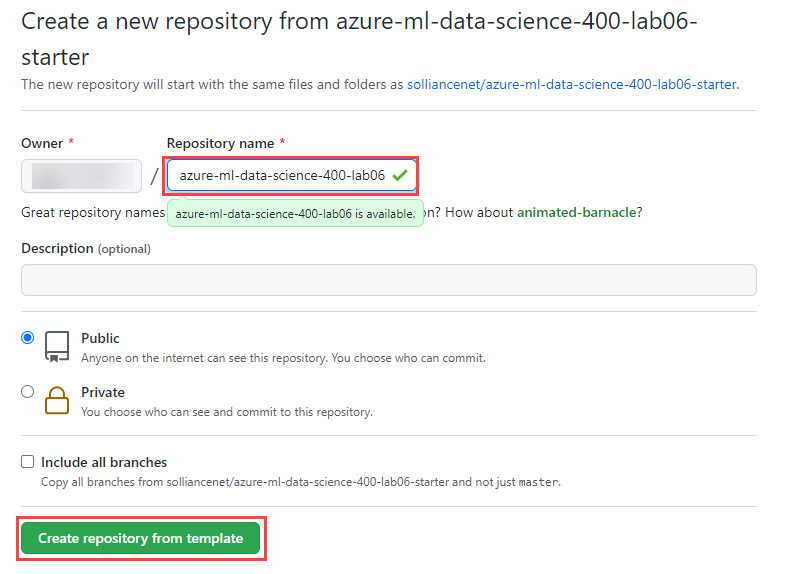 Create a new repository from azure-ml-data-science-400-lab06-
starter
The new repository will start with the same files and folders as solliancenet/azure-ml-data-science-400-lab06-starter.
Owner * Repository name *
/ azure-ml-data-science-400-lab06
Great repository names n? How about animated-barnacle?
azure-ml-data-science-400-lab06 is available.
Description (optional)
Public
Anyone on the internet can see this repository. You choose who can commit.
Private
You choose who can see and commit to this repository.
Include all branches
Copy all branches from solliancenet/azure-ml-data-science-400-lab06-starter and not just master.
Create repository from template